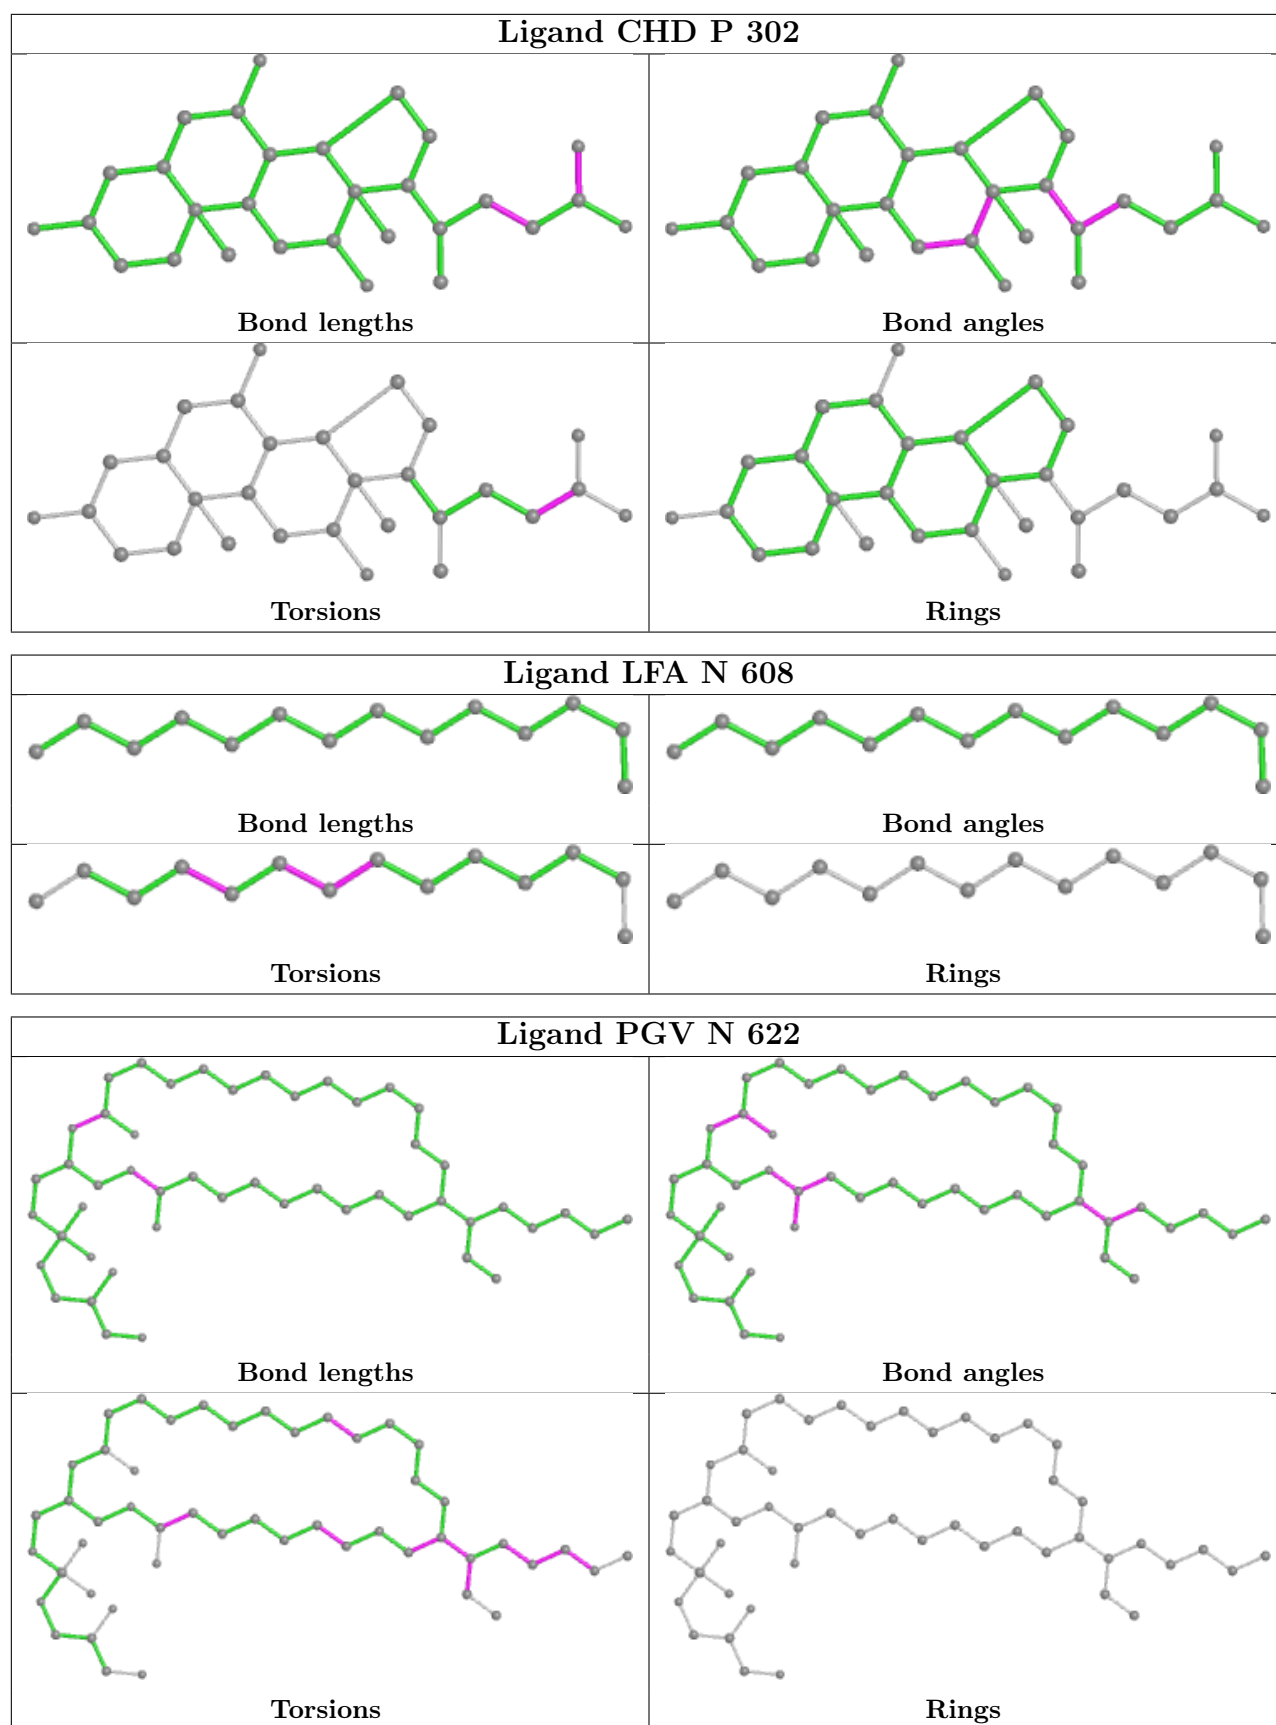 Ligand CHD P 302
Bond lengths
Bond angles
Torsions
Rings
Ligand LFA N 608
Bond lengths
Bond angles
Torsions
Rings
Ligand PGV N 622
Bond lengths
Bond angles
Torsions
Rings